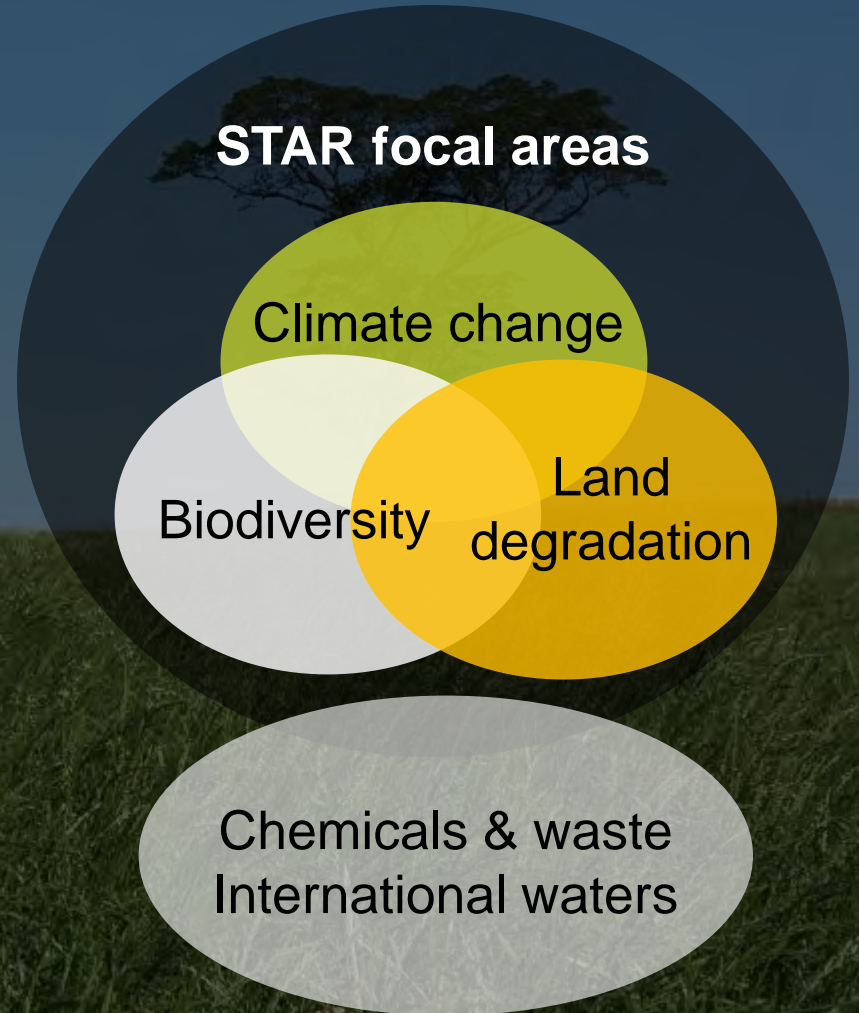 STAR focal areas
Climate change
Biodiversity
Land
degradation
Chemicals & waste
International waters